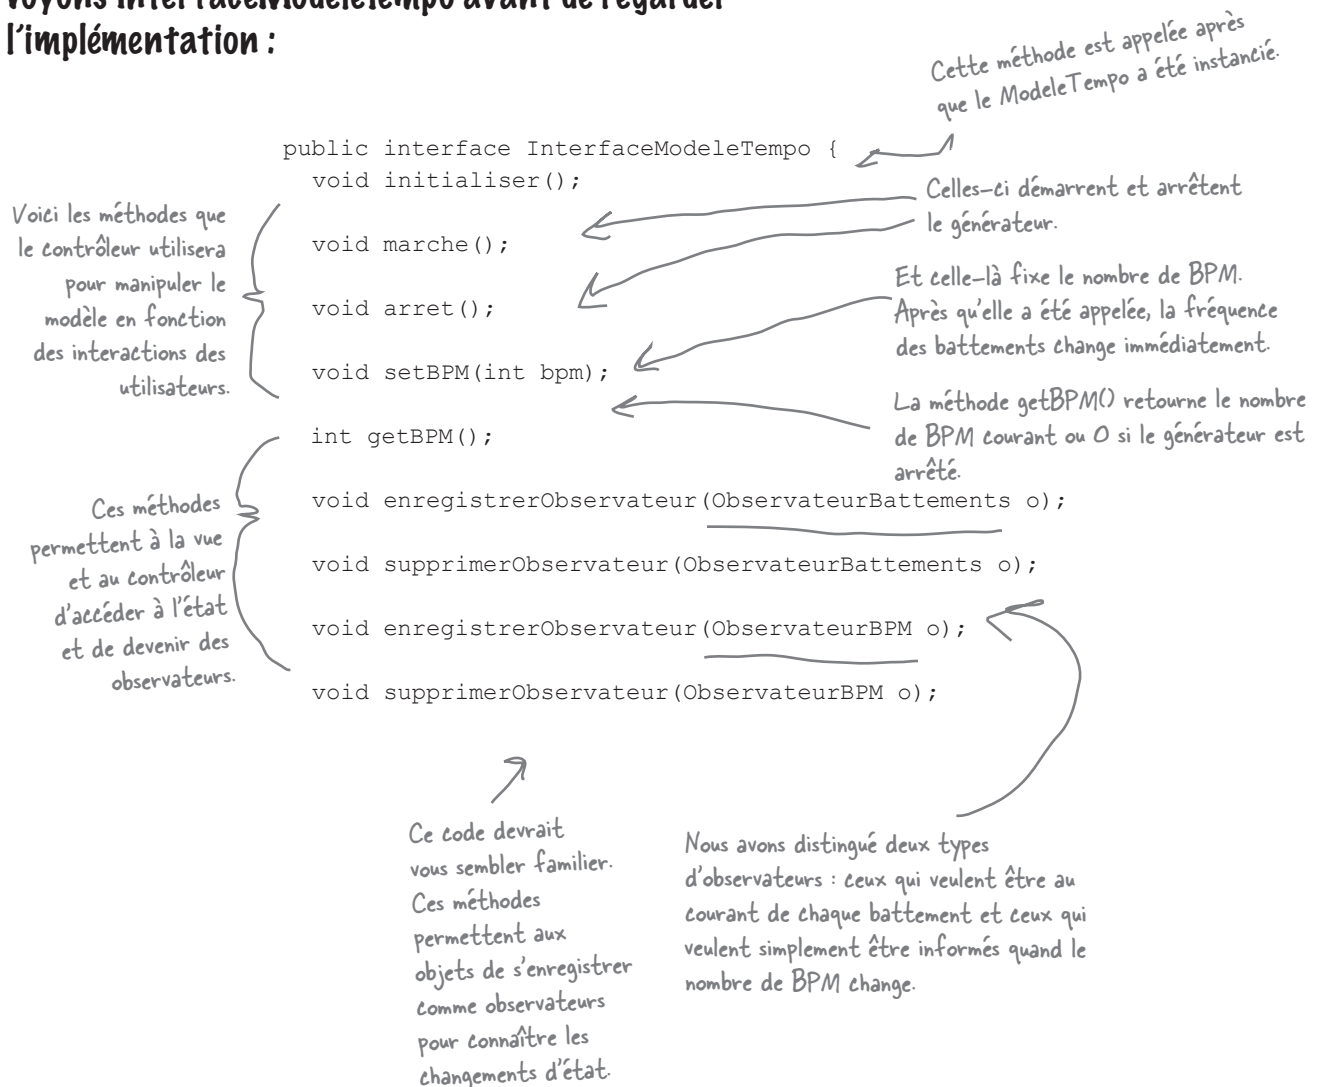 Voyons InterfaceModeleTempo avant de regarder
l'implémentation :
Cette méthode est appelée après
que le ModeleTempo a été instancié.
public interface InterfaceModeleTempo {
void initialiser();
void marche();
void arret();
void setBPM(int bpm);
int getBPM();
void enregistrerObservateur(ObservateurBattements o);
void supprimerObservateur(ObservateurBattements o);
void enregistrerObservateur(ObservateurBPM o);
void supprimerObservateur(ObservateurBPM o);
Voici les méthodes que
le contrôleur utilisera
pour manipuler le
modèle en fonction
des interactions des
utilisateurs.
Celles-ci démarrent et arrêtent
le générateur.
Et celle-là fixe le nombre de BPM.
Après qu'elle a été appelée, la fréquence
des battements change immédiatement.
La méthode getBPM() retourne le nombre
de BPM courant ou 0 si le générateur est
arrêté.
Ces méthodes
permettent à la vue
et au contrôleur
d'accéder à l'état
et de devenir des
observateurs.
Ce code devrait
vous sembler familier.
Ces méthodes
permettent aux
objets de s'enregistrer
comme observateurs
pour connaître les
changements d'état.
Nous avons distingué deux types
d'observateurs : ceux qui veulent être au
courant de chaque battement et ceux qui
veulent simplement être informés quand le
nombre de BPM change.